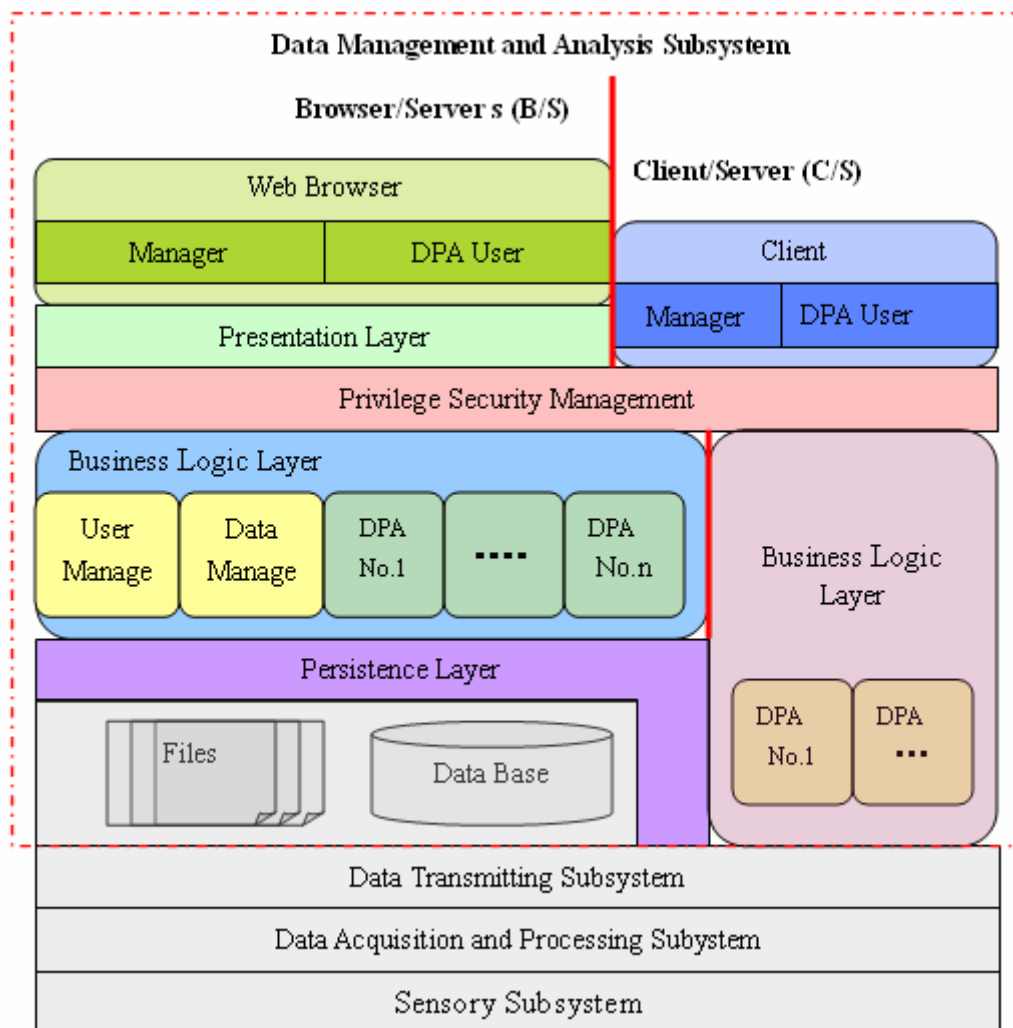 Data Management and Analysis Subsystem
Browser/Server s (B/S)
Client/Server (C/S)
Web Browser
Manager
DPA User
Client
Manager
DPA User
Presentation Layer
Privilege Security Management
Business Logic Layer
User
Manage
Data
Manage
DPA
No.1
....
DPA
No.n
Business Logic
Layer
Persistence Layer
Files
Data Base
DPA
No.1
DPA
...
Data Transmitting Subsystem
Data Acquisition and Processing Subystem
Sensory Subsystem